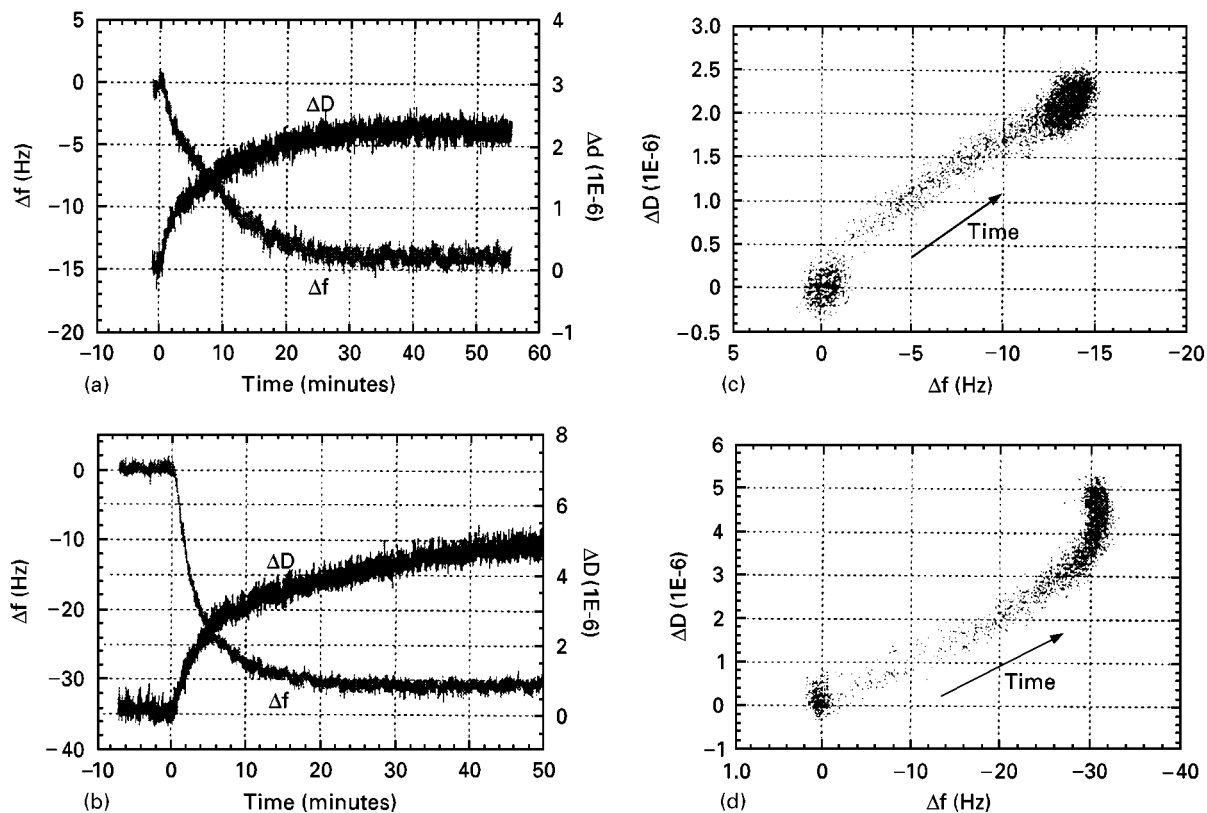 5
0
−5
−10
−15
−20
Δf (Hz)
ΔD
Δf
4
3
2
1
0
−1
Δd (1E-6)
−10 0 10 20 30 40 50 60
(a) Time (minutes)
3.0
2.5
2.0
1.5
1.0
0.5
0
−0.5
ΔD (1E-6)
Time
5 0 −5 −10 −15 −20
(c) Δf (Hz)
0
−10
−20
−30
−40
Δf (Hz)
ΔD
Δf
8
6
4
2
0
ΔD (1E-6)
−10 0 10 20 30 40 50
(b) Time (minutes)
6
5
4
3
2
1
0
−1
ΔD (1E-6)
Time
1.0 0 −10 −20 −30 −40
(d) Δf (Hz)